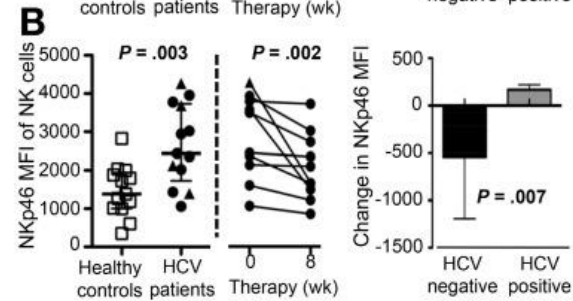 controls patients Therapy (wk) negative positive
B
P = .003
P = .002
NKp46 MFI of NK cells
5000
4000
3000
2000
1000
0
Healthy controls
HCV patients
0 8
Therapy (wk)
Change in NKp46 MFI
500
0
-500
-1000
-1500
P = .007
HCV negative
HCV positive